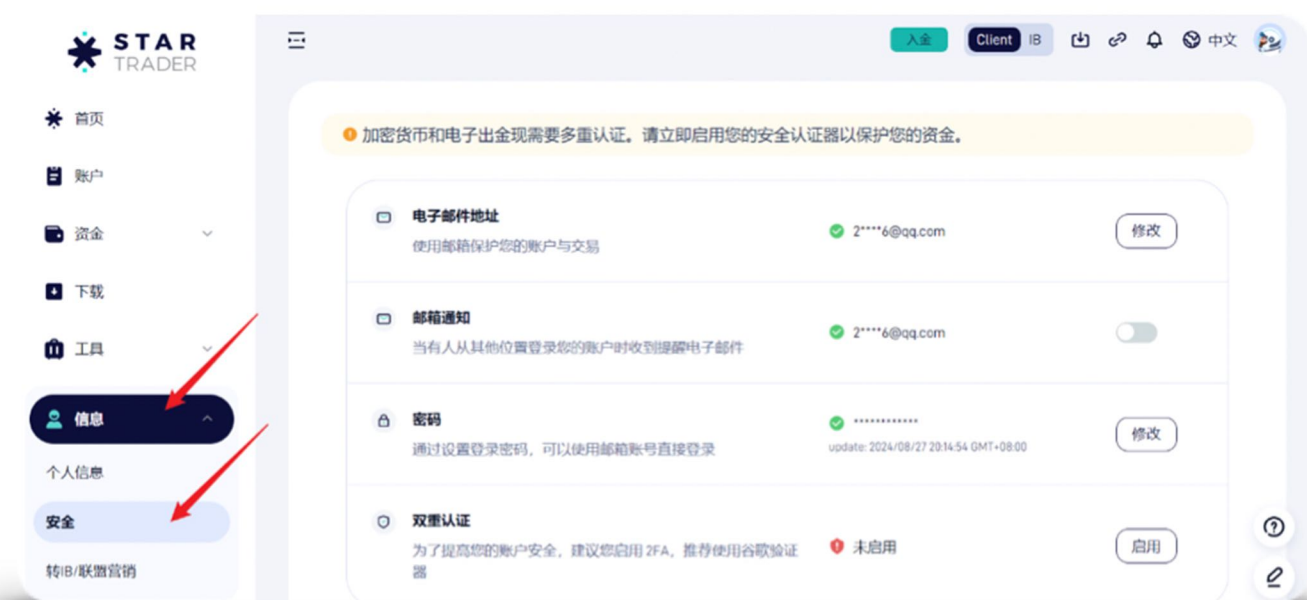 STAR
TRADER
入金
Client IB
中文
首页
账户
资金
下载
工具
信息
个人信息
安全
转IB/联盟营销
加密货币和电子出金现需要多重认证。请立即启用您的安全认证器以保护您的资金。
电子邮件地址
使用邮箱保护您的账户与交易
2****6@qq.com
修改
邮箱通知
当有人从其他位置登录您的账户时收到提醒电子邮件
2****6@qq.com
密码
通过设置登录密码，可以使用邮箱账号直接登录
************
update: 2024/08/27 20:14:54 GMT+08:00
修改
双重认证
为了提高您的账户安全，建议您启用 2FA，推荐使用谷歌验证
器
未启用
启用